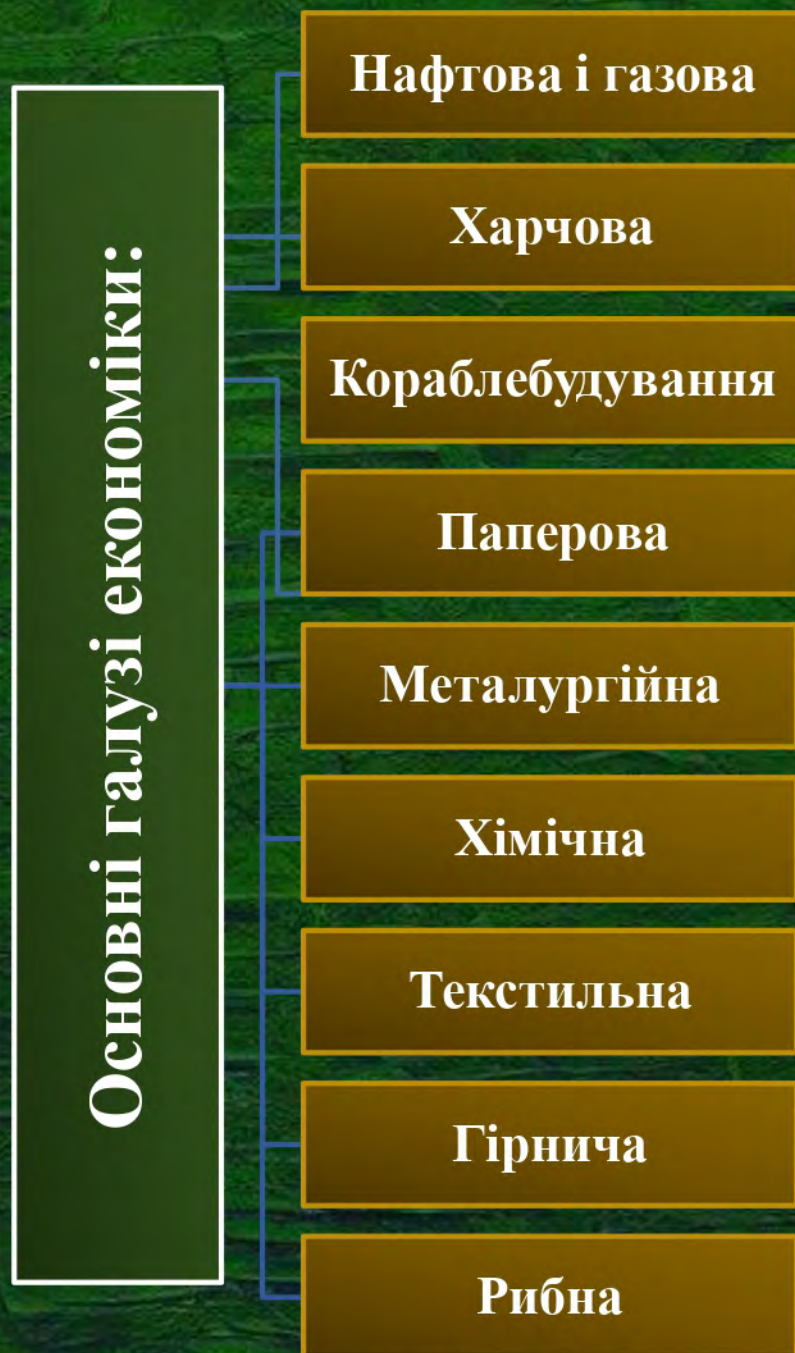 Основні галузі економіки:
Нафтова і газова
Харчова
Кораблебудування
Паперова
Металургійна
Хімічна
Текстильна
Гірнича
Рибна